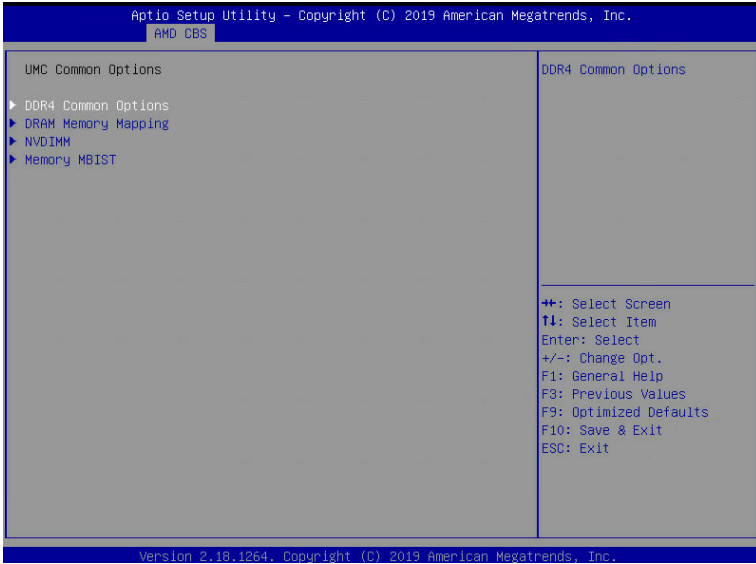 Aptio Setup Utility – Copyright (C) 2019 American Megatrends, Inc.
AMD CBS
UMC Common Options
DDR4 Common Options
DRAM Memory Mapping
NVDIMM
Memory MBIST
DDR4 Common Options
→←: Select Screen
↑↓: Select Item
Enter: Select
+/-: Change Opt.
F1: General Help
F3: Previous Values
F9: Optimized Defaults
F10: Save & Exit
ESC: Exit
Version 2.18.1264. Copyright (C) 2019 American Megatrends, Inc.